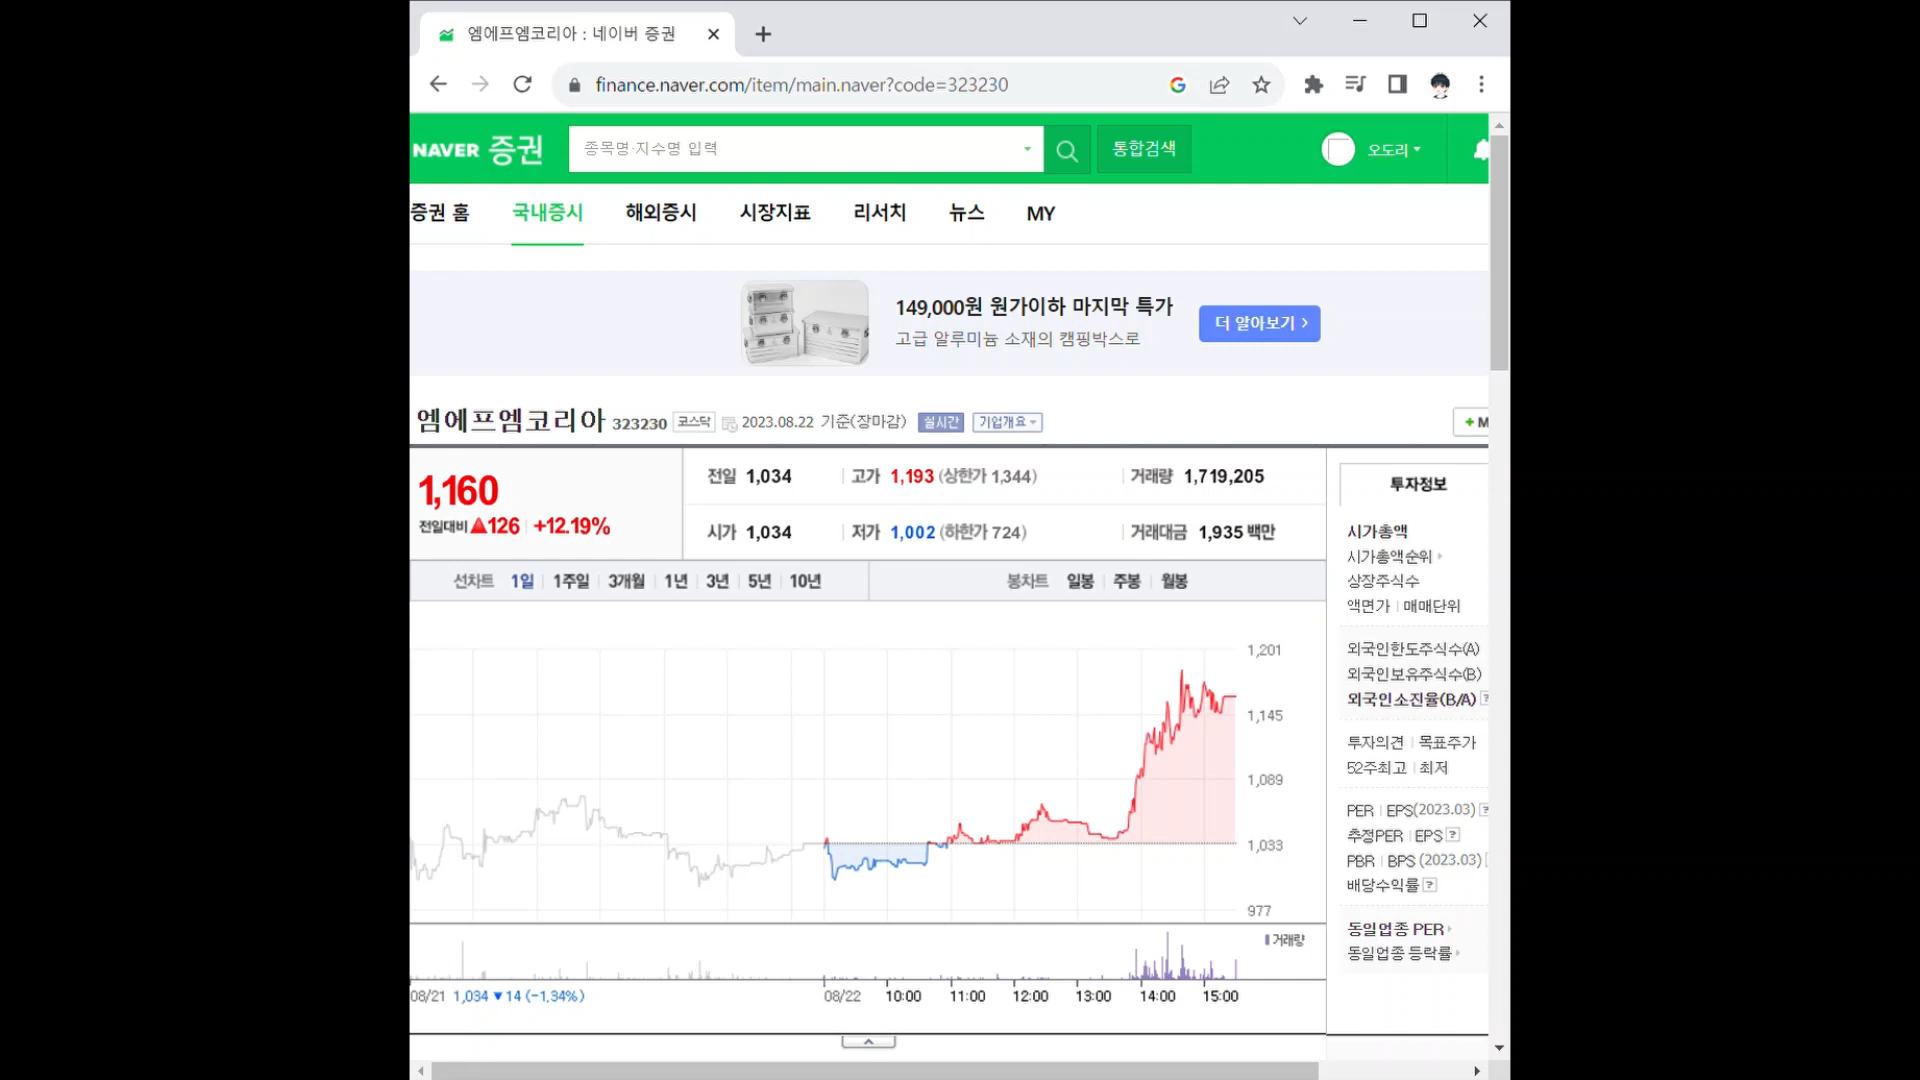 엠에프엠코리아 : 네이버 증권
finance.naver.com/item/main.naver?code=323230
NAVER 증권
종목명·지수명 입력
통합검색
오도리
증권 홈 국내증시 해외증시 시장지표 리서치 뉴스 MY
149,000원 원가이하 마지막 특가
고급 알루미늄 소재의 캠핑박스로
더 알아보기
엠에프엠코리아 323230 코스닥 2023.08.22 기준(장마감) 실시간 기업개요
+ M
1,160
전일대비 ▲126 +12.19%
전일 1,034 고가 1,193 (상한가 1,344) 거래량 1,719,205
시가 1,034 저가 1,002 (하한가 724) 거래대금 1,935 백만
선차트 1일 1주일 3개월 1년 3년 5년 10년 봉차트 일봉 주봉 월봉
1,201
1,145
1,089
1,033
977
거래량
08/21 1,034 ▼14 (-1.34%) 08/22 10:00 11:00 12:00 13:00 14:00 15:00
투자정보
시가총액
시가총액순위
상장주식수
액면가 | 매매단위
외국인한도주식수(A)
외국인보유주식수(B)
외국인소진율(B/A) ?
투자의견 | 목표주가
52주최고 | 최저
PER | EPS(2023.03) ?
추정PER | EPS ?
PBR | BPS (2023.03)
배당수익률 ?
동일업종 PER
동일업종 등락률